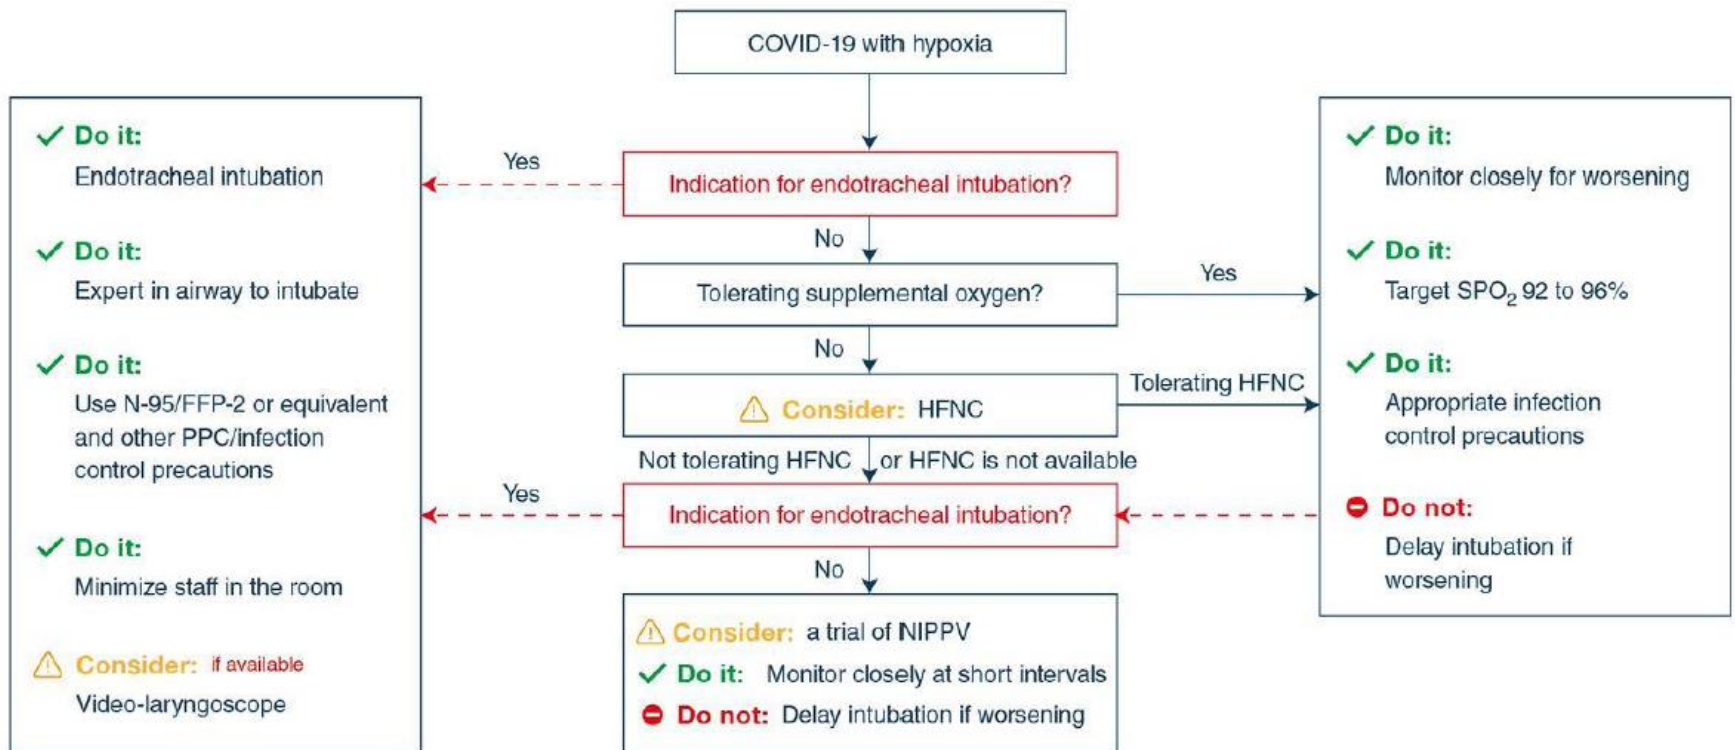 COVID-19 with hypoxia
✓ Do it:
Endotracheal intubation
✓ Do it:
Expert in airway to intubate
✓ Do it:
Use N-95/FFP-2 or equivalent
and other PPC/infection
control precautions
✓ Do it:
Minimize staff in the room
Consider: if available
Video-laryngoscope
Yes
Indication for endotracheal intubation?
No
Tolerating supplemental oxygen?
Yes
No
Consider: HFNC
Tolerating HFNC
Not tolerating HFNC or HFNC is not available
Yes
Indication for endotracheal intubation?
No
Consider: a trial of NIPPV
✓ Do it: Monitor closely at short intervals
Do not: Delay intubation if worsening
✓ Do it:
Monitor closely for worsening
✓ Do it:
Target SPO₂ 92 to 96%
✓ Do it:
Appropriate infection
control precautions
Do not:
Delay intubation if
worsening